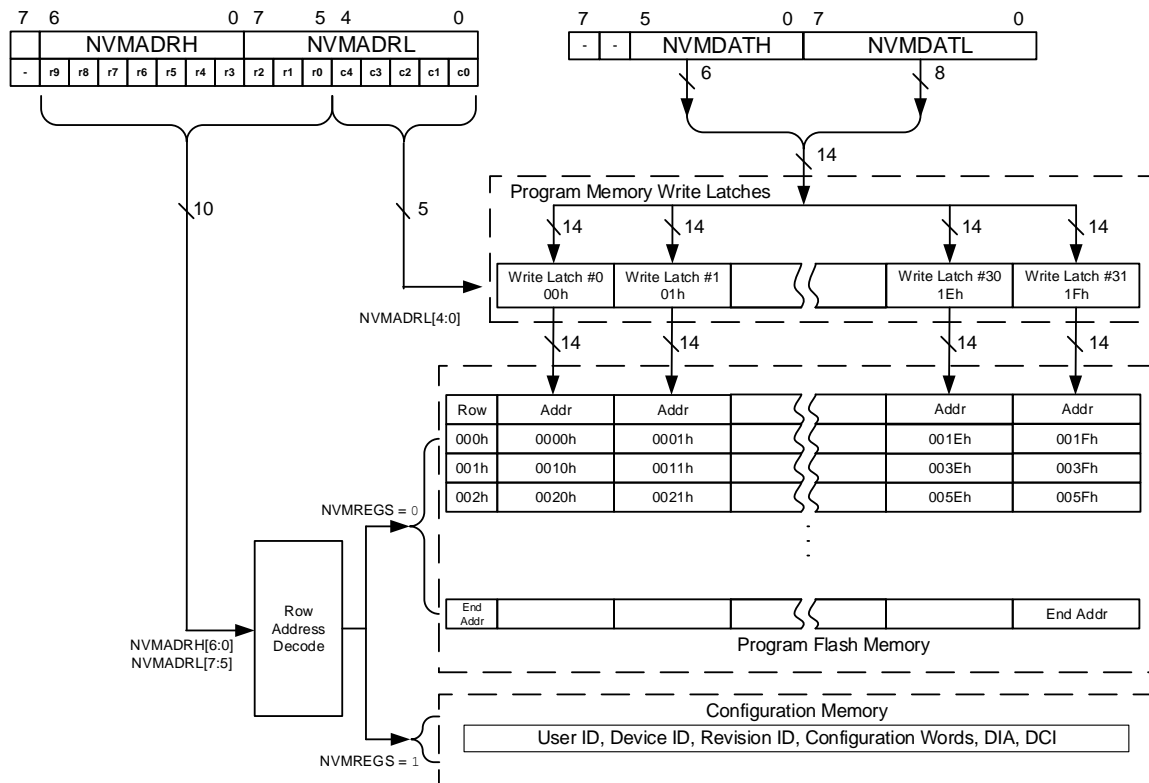 7 6 0 7 5 4 0
NVMADRH NVMADRL
- r9 r8 r7 r6 r5 r4 r3 r2 r1 r0 c4 c3 c2 c1 c0
7 5 0 7 0
- - NVMDATH NVMDATL
6 8
14
10 5
Program Memory Write Latches
14 14 14 14
Write Latch #0 Write Latch #1 Write Latch #30 Write Latch #31
00h 01h 1Eh 1Fh
NVMADRL[4:0]
14 14 14 14
Row Addr Addr Addr Addr
000h 0000h 0001h 001Eh 001Fh
001h 0010h 0011h 003Eh 003Fh
002h 0020h 0021h 005Eh 005Fh
NVMREGS = 0
End
Addr
End Addr
Program Flash Memory
Row
Address
Decode
NVMADRH[6:0]
NVMADRL[7:5]
Configuration Memory
User ID, Device ID, Revision ID, Configuration Words, DIA, DCI
NVMREGS = 1